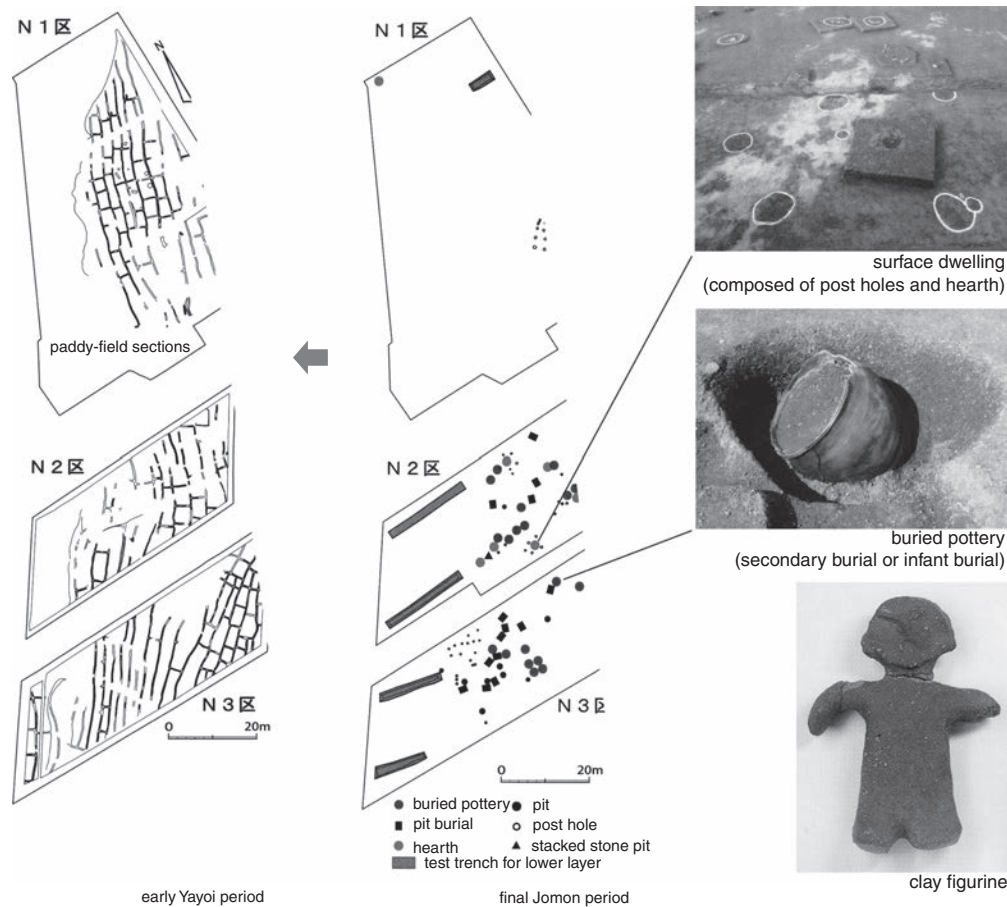 N1区
N
paddy-field sections
N2区
N3区
0 20m
early Yayoi period
N1区
N2区
N3区
0 20m
buried pottery
pit
pit burial
post hole
hearth
stacked stone pit
test trench for lower layer
final Jomon period
surface dwelling
(composed of post holes and hearth)
buried pottery
(secondary burial or infant burial)
clay figurine